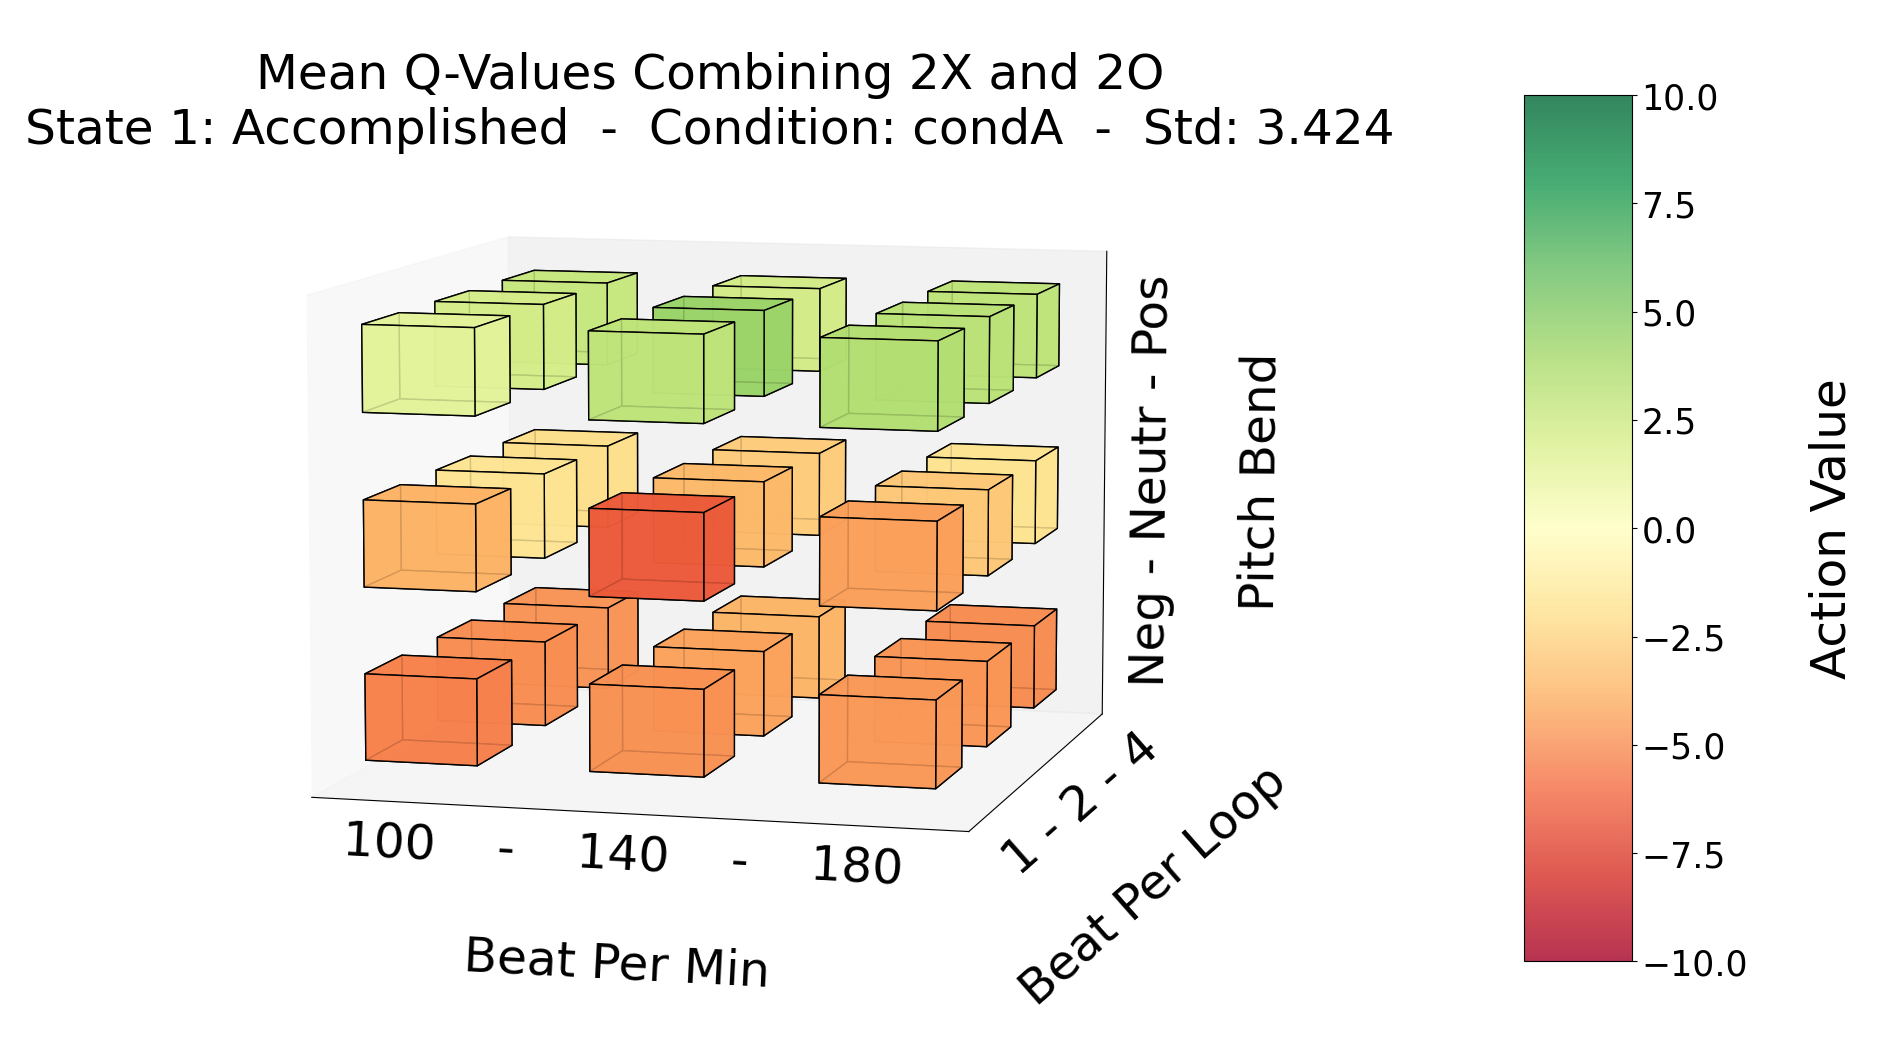 Mean Q-Values Combining 2X and 2O
State 1: Accomplished  -  Condition: condA  -  Std: 3.424
10.0
7.5
5.0
2.5
0.0
−2.5
−5.0
−7.5
−10.0
Action Value
Neg - Neutr - Pos
Pitch Bend
1 - 2 - 4
Beat Per Loop
100 - 140 - 180
Beat Per Min